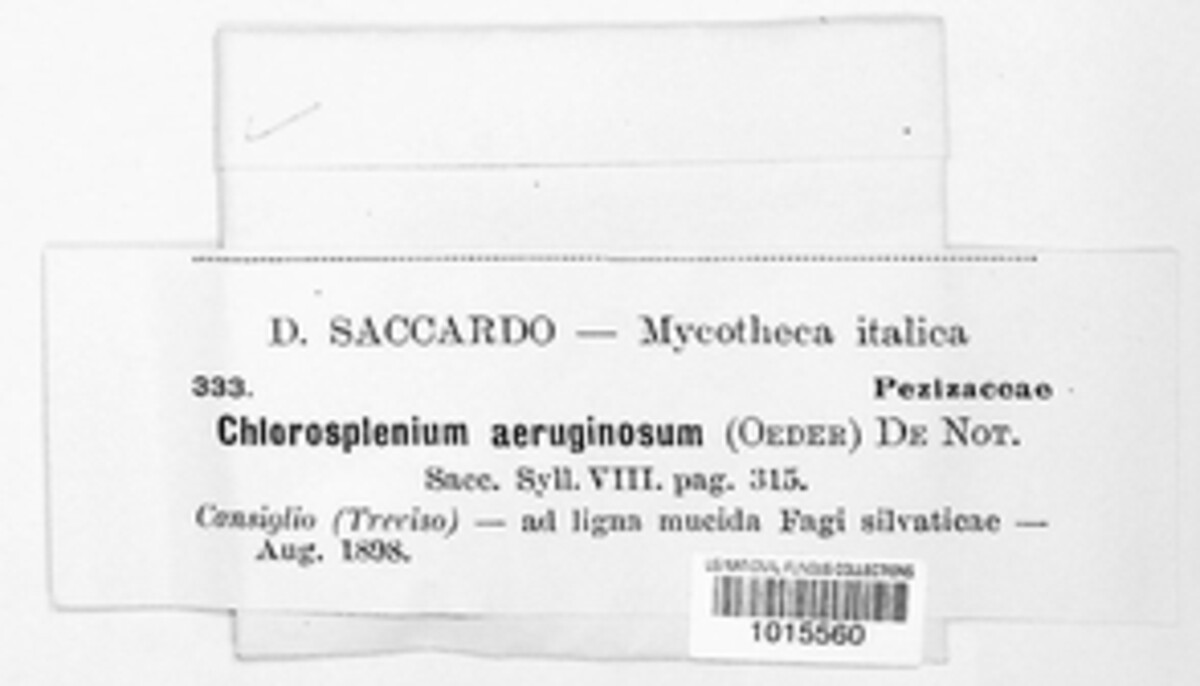 D. SACCARDO — Mycotheca italica
333. Pezizaceae
Chlorosplenium aeruginosum (OEDER) DE NOT.
Sacc. Syll. VIII. pag. 315.
Cansiglio (Treviso) — ad ligna mucida Fagi silvaticae —
Aug. 1898.
US NATIONAL FUNGUS COLLECTIONS
1015560